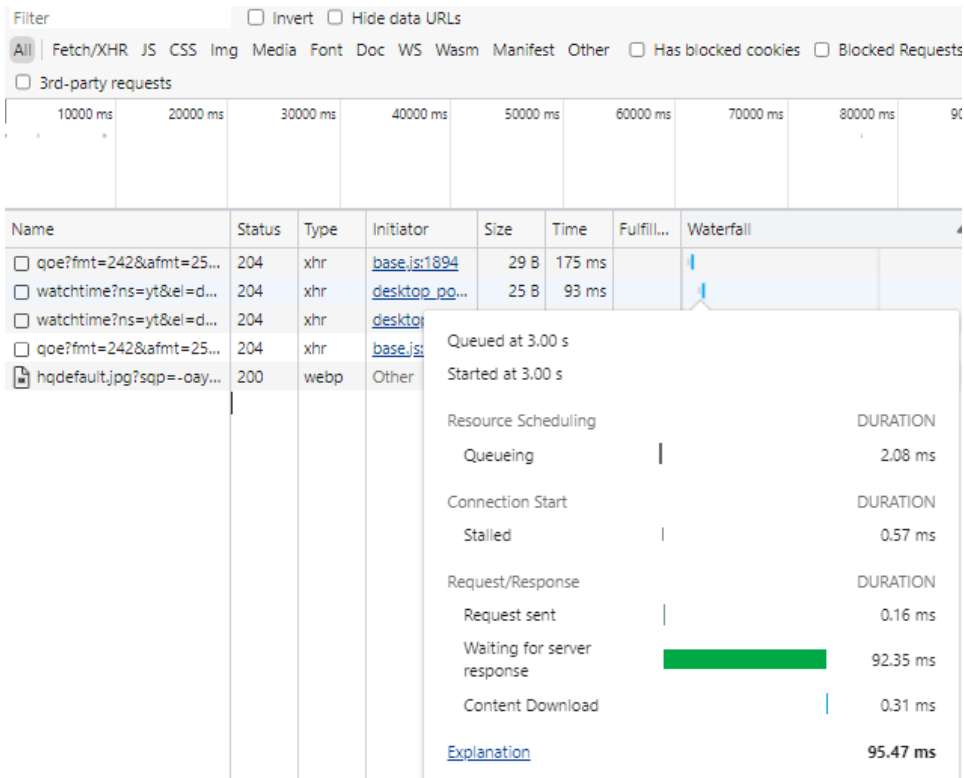 Filter Invert Hide data URLs
All Fetch/XHR JS CSS Img Media Font Doc WS Wasm Manifest Other Has blocked cookies Blocked Requests
3rd-party requests
10000 ms 20000 ms 30000 ms 40000 ms 50000 ms 60000 ms 70000 ms 80000 ms 90
Name Status Type Initiator Size Time Fulfill... Waterfall
qoe?fmt=242&afmt=25... 204 xhr base.js:1894 29 B 175 ms
watchtime?ns=yt&el=d... 204 xhr desktop_po... 25 B 93 ms
watchtime?ns=yt&el=d... 204 xhr desktop
qoe?fmt=242&afmt=25... 204 xhr base.js:
hqdefault.jpg?sqp=-oay... 200 webp Other
Queued at 3.00 s
Started at 3.00 s
Resource Scheduling DURATION
Queueing 2.08 ms
Connection Start DURATION
Stalled 0.57 ms
Request/Response DURATION
Request sent 0.16 ms
Waiting for server
response 92.35 ms
Content Download 0.31 ms
Explanation 95.47 ms